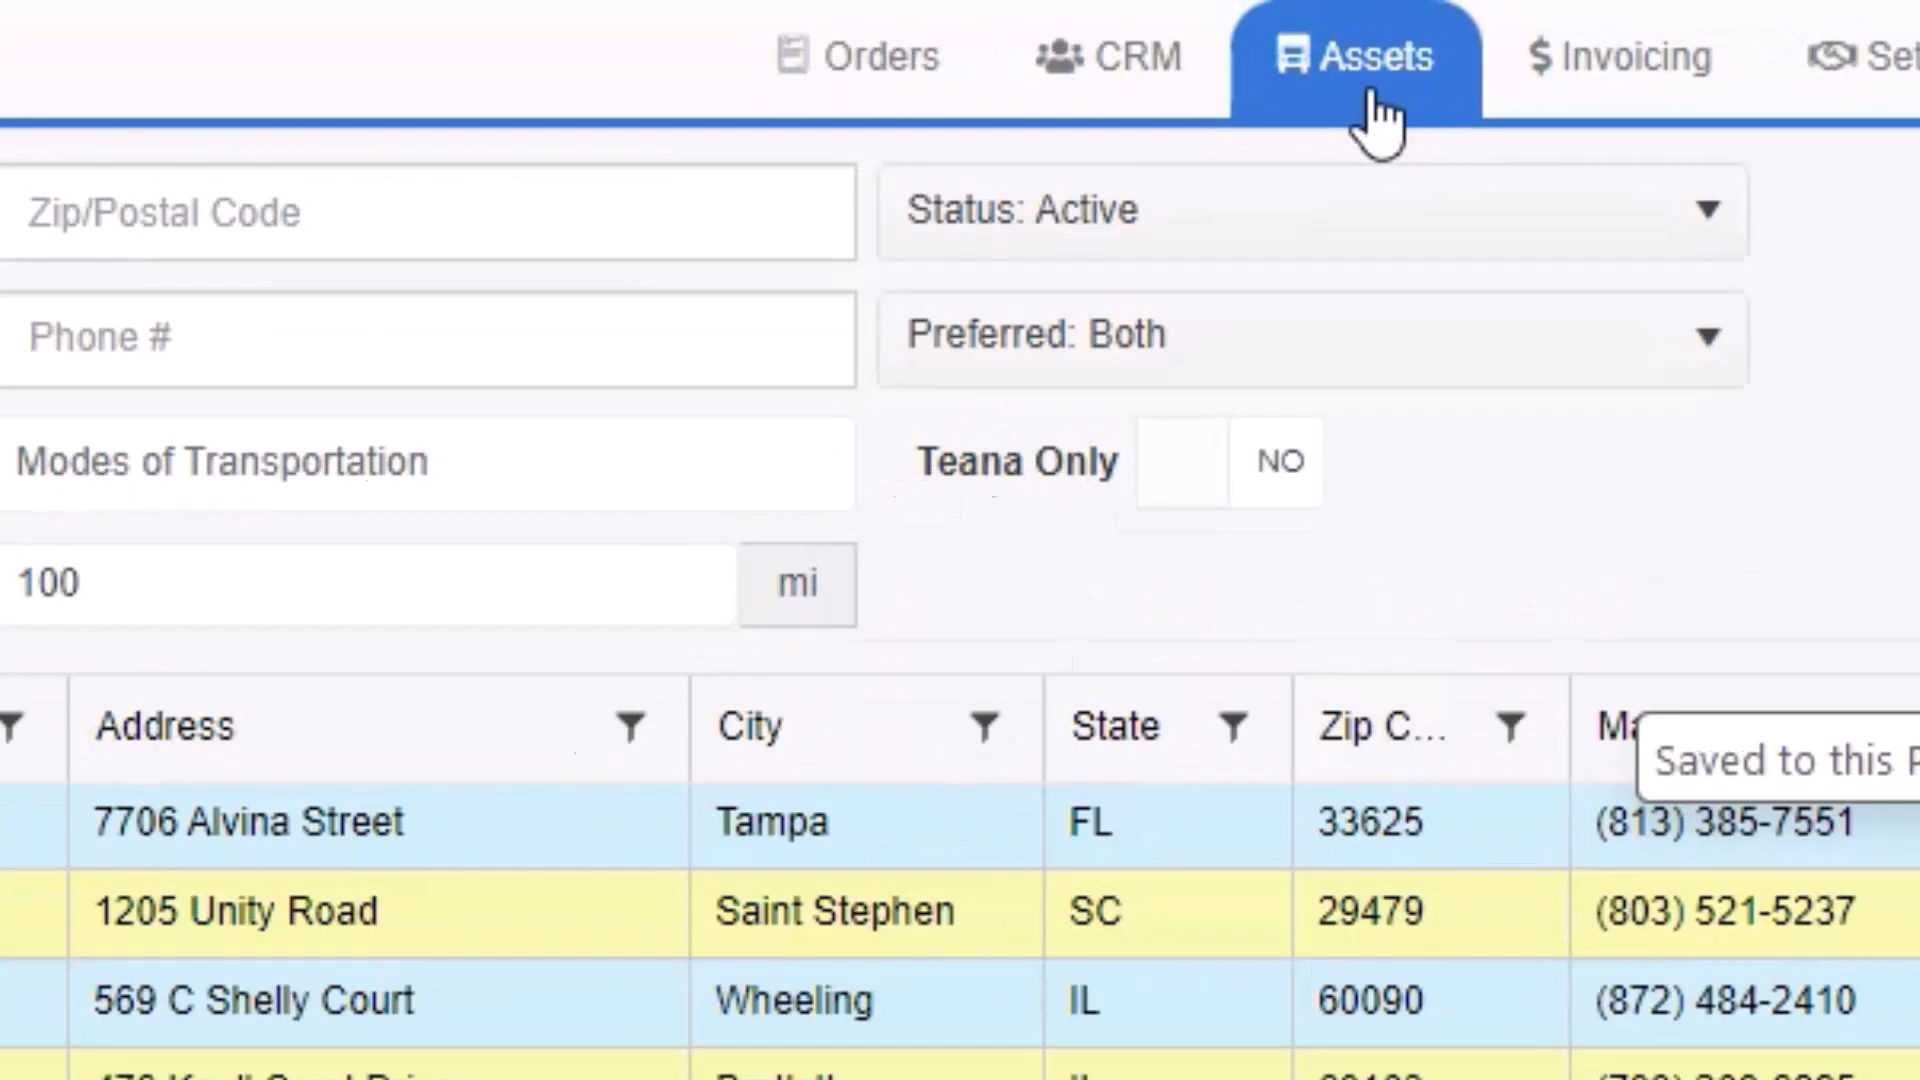 Orders CRM Assets $ Invoicing Set
Zip/Postal Code Status: Active
Phone # Preferred: Both
Modes of Transportation Teana Only NO
100 mi
Address City State Zip C... Ma
Saved to this P
7706 Alvina Street Tampa FL 33625 (813) 385-7551
1205 Unity Road Saint Stephen SC 29479 (803) 521-5237
569 C Shelly Court Wheeling IL 60090 (872) 484-2410